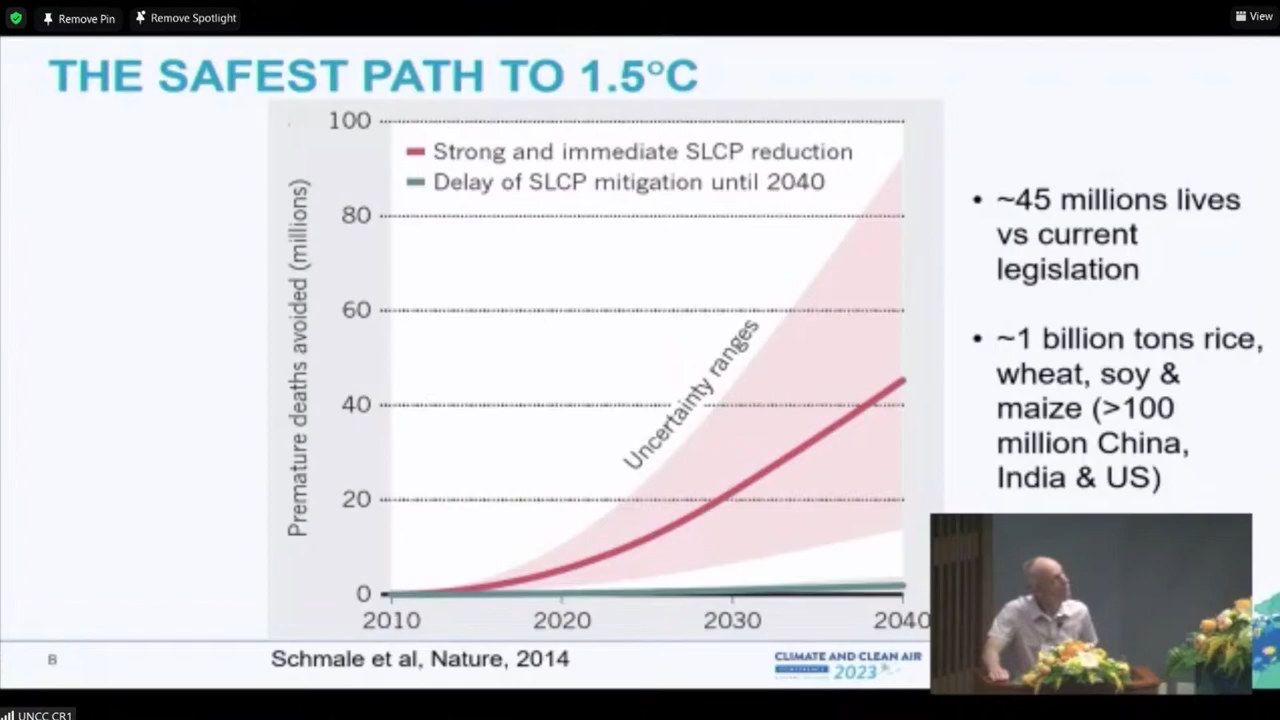 Remove Pin
Remove Spotlight
View
THE SAFEST PATH TO 1.5°C
100
80
60
40
20
0
Premature deaths avoided (millions)
Strong and immediate SLCP reduction
Delay of SLCP mitigation until 2040
Uncertainty ranges
2010
2020
2030
2040
• ~45 millions lives
vs current
legislation
• ~1 billion tons rice,
wheat, soy &
maize (>100
million China,
India & US)
8
Schmale et al, Nature, 2014
CLIMATE AND CLEAN AIR
CONFERENCE 2023
UNCC CR1